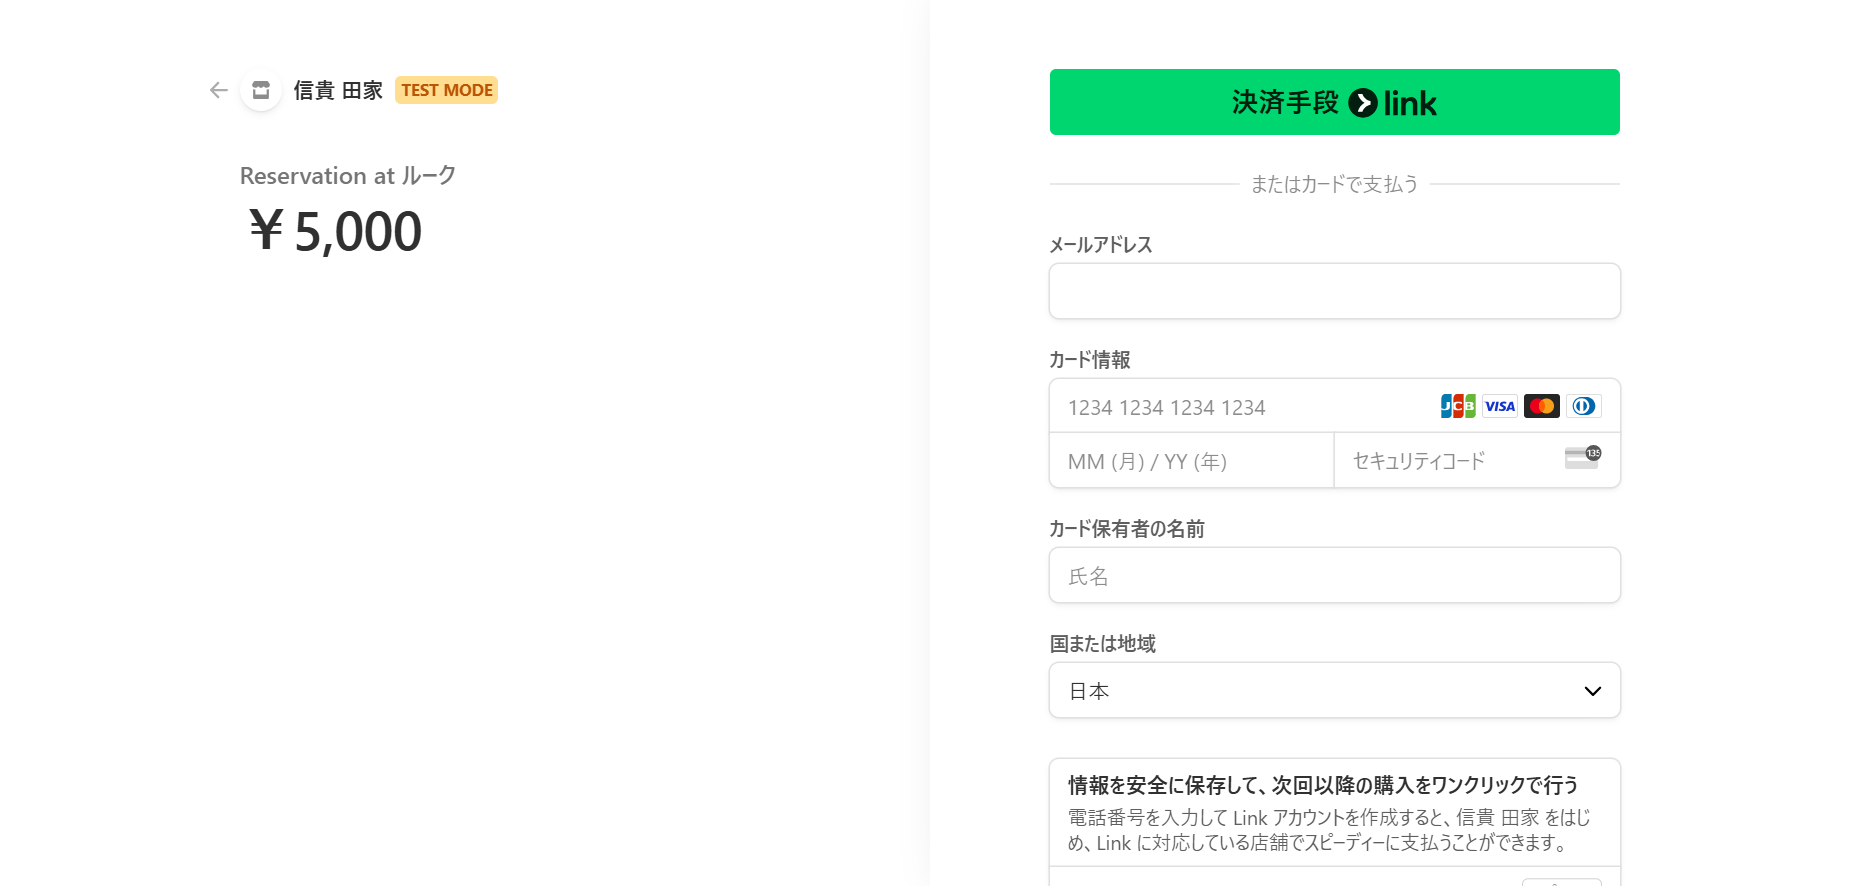 信貴 田家 TEST MODE
Reservation at ルーク
￥5,000
決済手段 link
またはカードで支払う
メールアドレス
カード情報
1234 1234 1234 1234 JCB VISA
MM (月) / YY (年) セキュリティコード 135
カード保有者の名前
氏名
国または地域
日本
情報を安全に保存して、次回以降の購入をワンクリックで行う
電話番号を入力して Link アカウントを作成すると、信貴 田家 をはじ
め、Link に対応している店舗でスピーディーに支払うことができます。